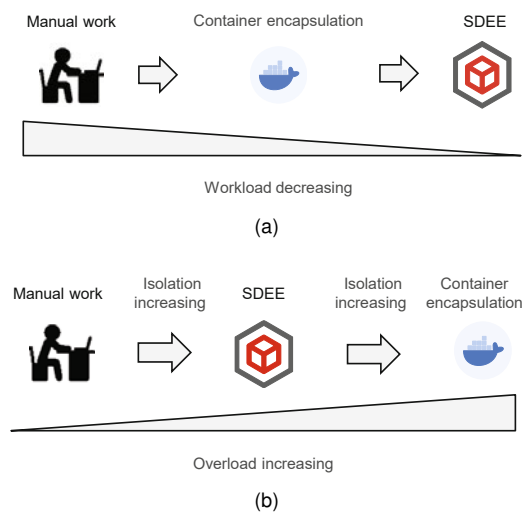 Manual work
Container encapsulation
SDEE
Workload decreasing
(a)
Isolation
increasing
Isolation
increasing
Container
encapsulation
Manual work
SDEE
Overload increasing
(b)